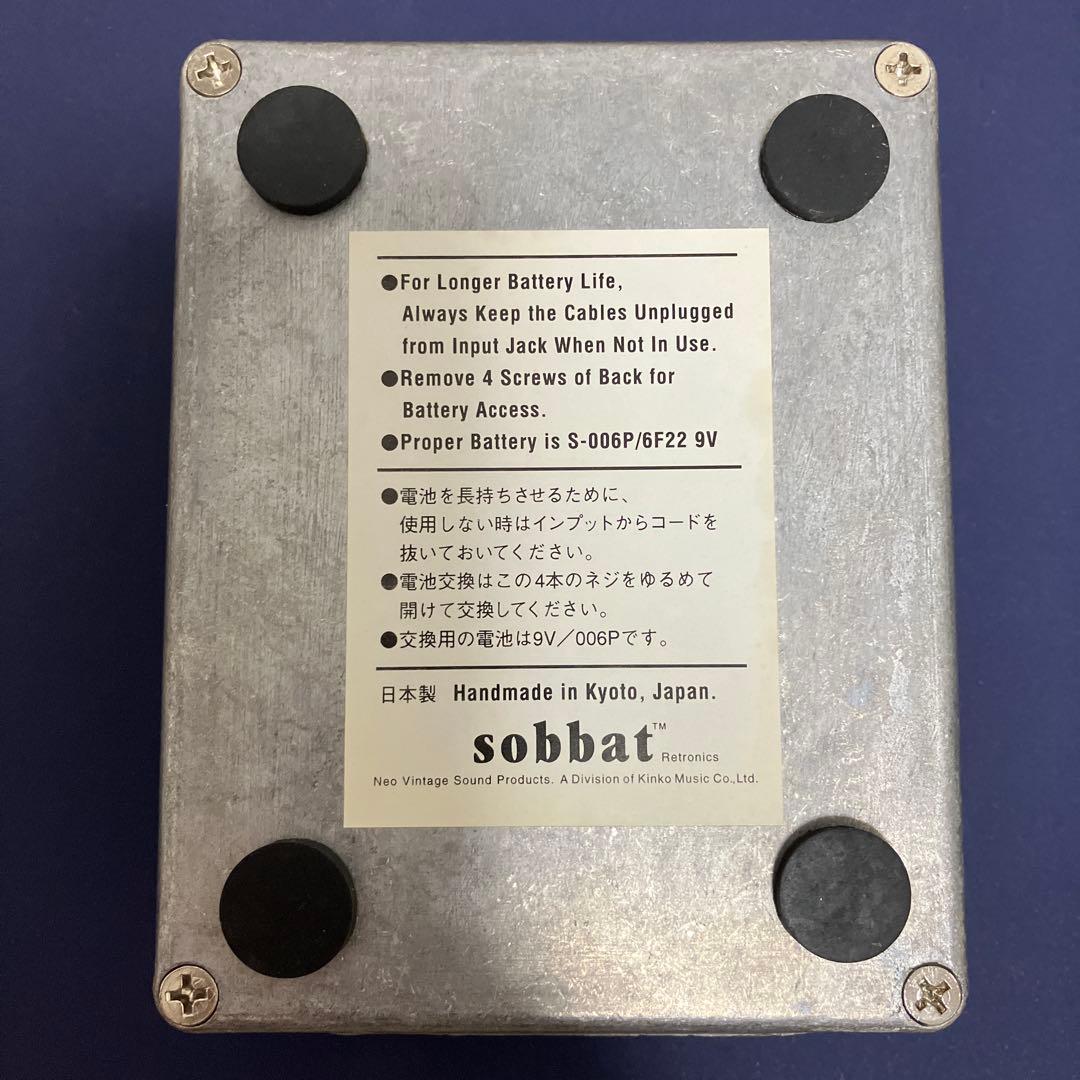 ●For Longer Battery Life,
Always Keep the Cables Unplugged
from Input Jack When Not In Use.
●Remove 4 Screws of Back for
Battery Access.
●Proper Battery is S-006P/6F22 9V
●電池を長持ちさせるために、
使用しない時はインプットからコードを
抜いておいてください。
●電池交換はこの4本のネジをゆるめて
開けて交換してください。
●交換用の電池は9V／006Pです。
日本製 Handmade in Kyoto, Japan.
sobbat™ Retronics
Neo Vintage Sound Products. A Division of Kinko Music Co.,Ltd.